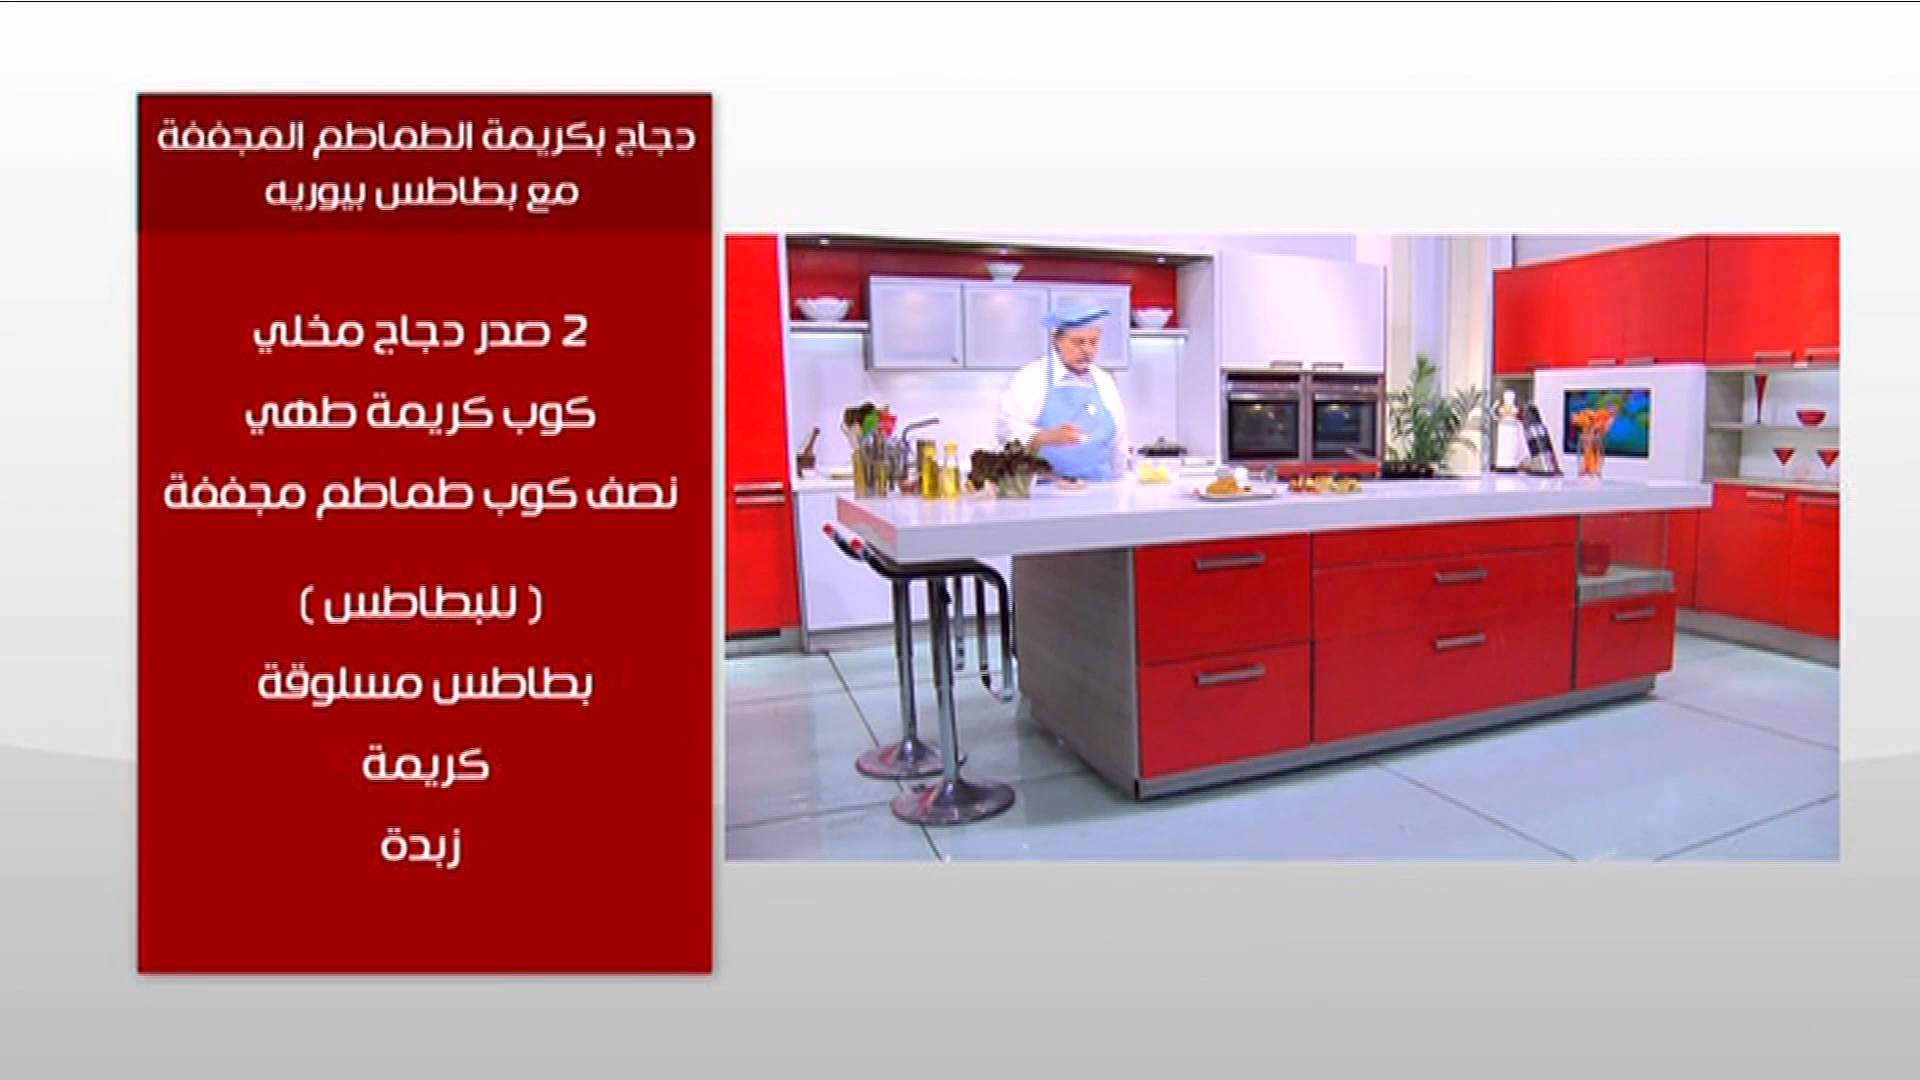 دجاج بكريمة الطماطم المجففة
مع بطاطس بيوريه
2 صدر دجاج مخلي
كوب كريمة طهي
نصف كوب طماطم مجففة
( للبطاطس )
بطاطس مسلوقة
كريمة
زبدة